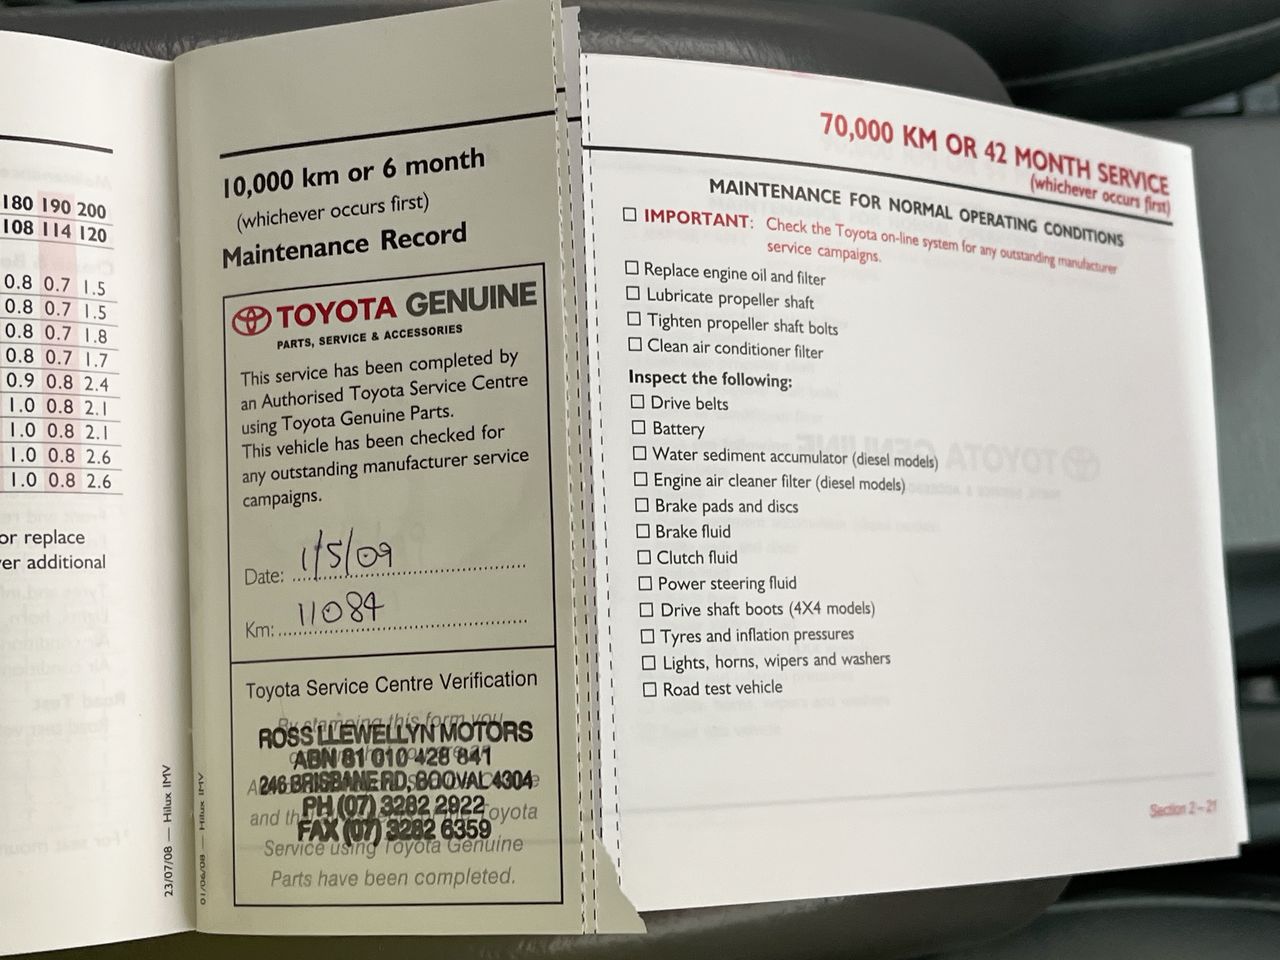 180 190 200
108 114 120
0.8 0.7 1.5
0.8 0.7 1.5
0.8 0.7 1.8
0.8 0.7 1.7
0.9 0.8 2.4
1.0 0.8 2.1
1.0 0.8 2.1
1.0 0.8 2.6
1.0 0.8 2.6
or replace
er additional
23/07/08 — Hilux IMV
01/06/08 — Hilux IMV
10,000 km or 6 month
(whichever occurs first)
Maintenance Record
TOYOTA GENUINE
PARTS, SERVICE & ACCESSORIES
This service has been completed by
an Authorised Toyota Service Centre
using Toyota Genuine Parts.
This vehicle has been checked for
any outstanding manufacturer service
campaigns.
Date: 1/5/09
Km: 11084
Toyota Service Centre Verification
By stamping this form you
ROSS LLEWELLYN MOTORS
ABN 81 010 428 841
246 BRISBANE RD, BOOVAL 4304
PH (07) 3282 2922
and the Toyota
FAX (07) 3282 6359
Service using Toyota Genuine
Parts have been completed.
70,000 KM OR 42 MONTH SERVICE
(whichever occurs first)
MAINTENANCE FOR NORMAL OPERATING CONDITIONS
IMPORTANT: Check the Toyota on-line system for any outstanding manufacturer
service campaigns.
Replace engine oil and filter
Lubricate propeller shaft
Tighten propeller shaft bolts
Clean air conditioner filter
Inspect the following:
Drive belts
Battery
Water sediment accumulator (diesel models)
Engine air cleaner filter (diesel models)
Brake pads and discs
Brake fluid
Clutch fluid
Power steering fluid
Drive shaft boots (4X4 models)
Tyres and inflation pressures
Lights, horns, wipers and washers
Road test vehicle
Section 2 – 21